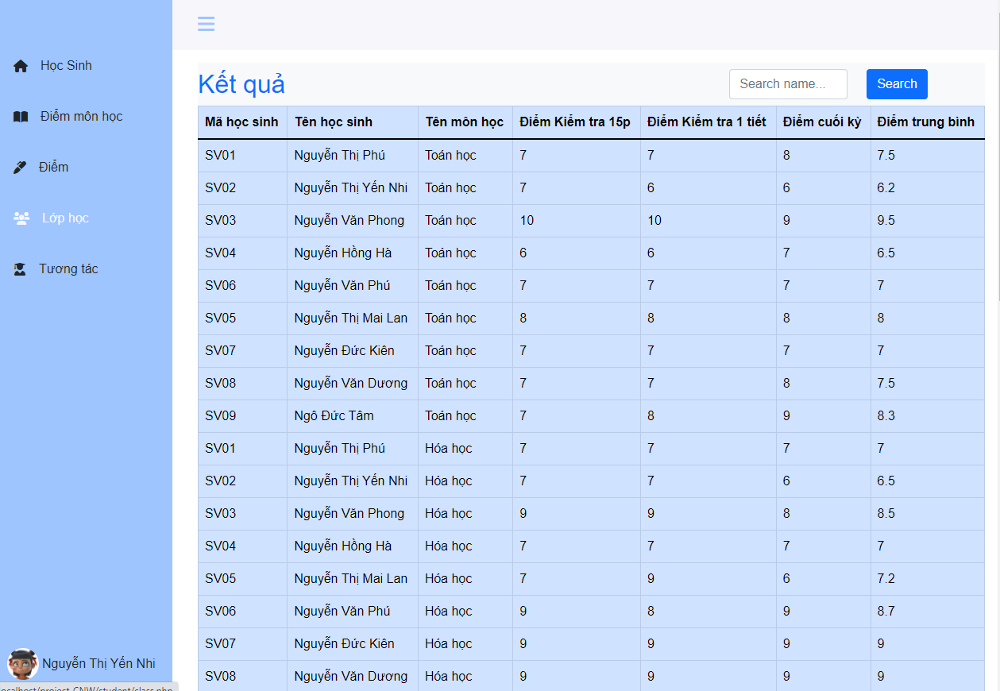 Học Sinh
Điểm môn học
Điểm
Lớp học
Tương tác
Nguyễn Thị Yến Nhi
Kết quả
Search name...
Search
Mã học sinh Tên học sinh Tên môn học Điểm Kiểm tra 15p Điểm Kiểm tra 1 tiết Điểm cuối kỳ Điểm trung bình
SV01 Nguyễn Thị Phú Toán học 7 7 8 7.5
SV02 Nguyễn Thị Yến Nhi Toán học 7 6 6 6.2
SV03 Nguyễn Văn Phong Toán học 10 10 9 9.5
SV04 Nguyễn Hồng Hà Toán học 6 6 7 6.5
SV06 Nguyễn Văn Phú Toán học 7 7 7 7
SV05 Nguyễn Thị Mai Lan Toán học 8 8 8 8
SV07 Nguyễn Đức Kiên Toán học 7 7 7 7
SV08 Nguyễn Văn Dương Toán học 7 7 8 7.5
SV09 Ngô Đức Tâm Toán học 7 8 9 8.3
SV01 Nguyễn Thị Phú Hóa học 7 7 7 7
SV02 Nguyễn Thị Yến Nhi Hóa học 7 7 6 6.5
SV03 Nguyễn Văn Phong Hóa học 9 9 8 8.5
SV04 Nguyễn Hồng Hà Hóa học 7 7 7 7
SV05 Nguyễn Thị Mai Lan Hóa học 7 9 6 7.2
SV06 Nguyễn Văn Phú Hóa học 9 8 9 8.7
SV07 Nguyễn Đức Kiên Hóa học 9 9 9 9
SV08 Nguyễn Văn Dương Hóa học 9 9 9 9